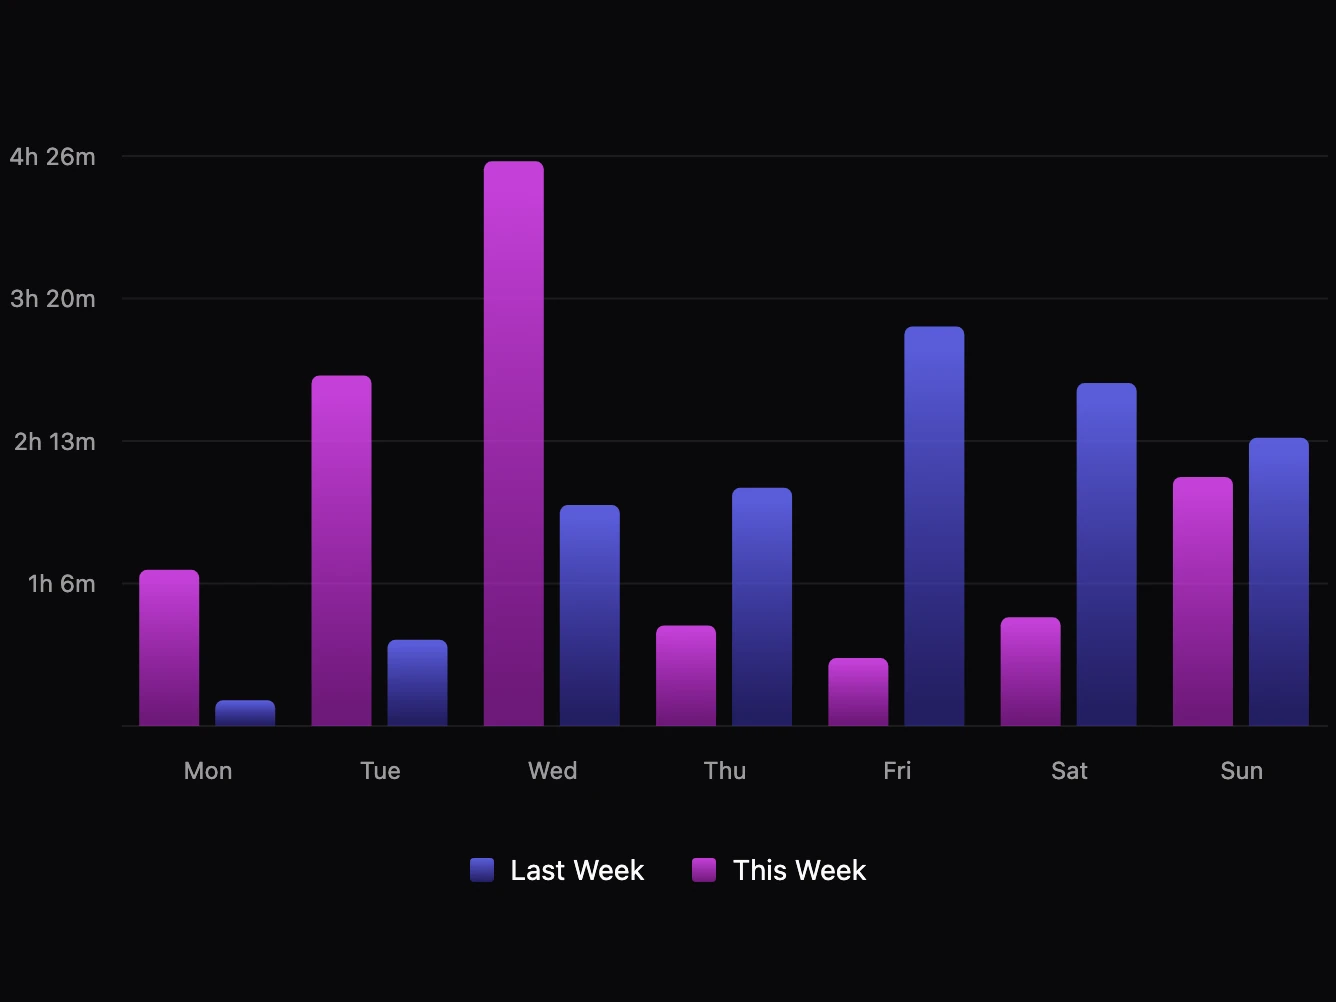 4h 26m
3h 20m
2h 13m
1h 6m
Mon Tue Wed Thu Fri Sat Sun
Last Week This Week